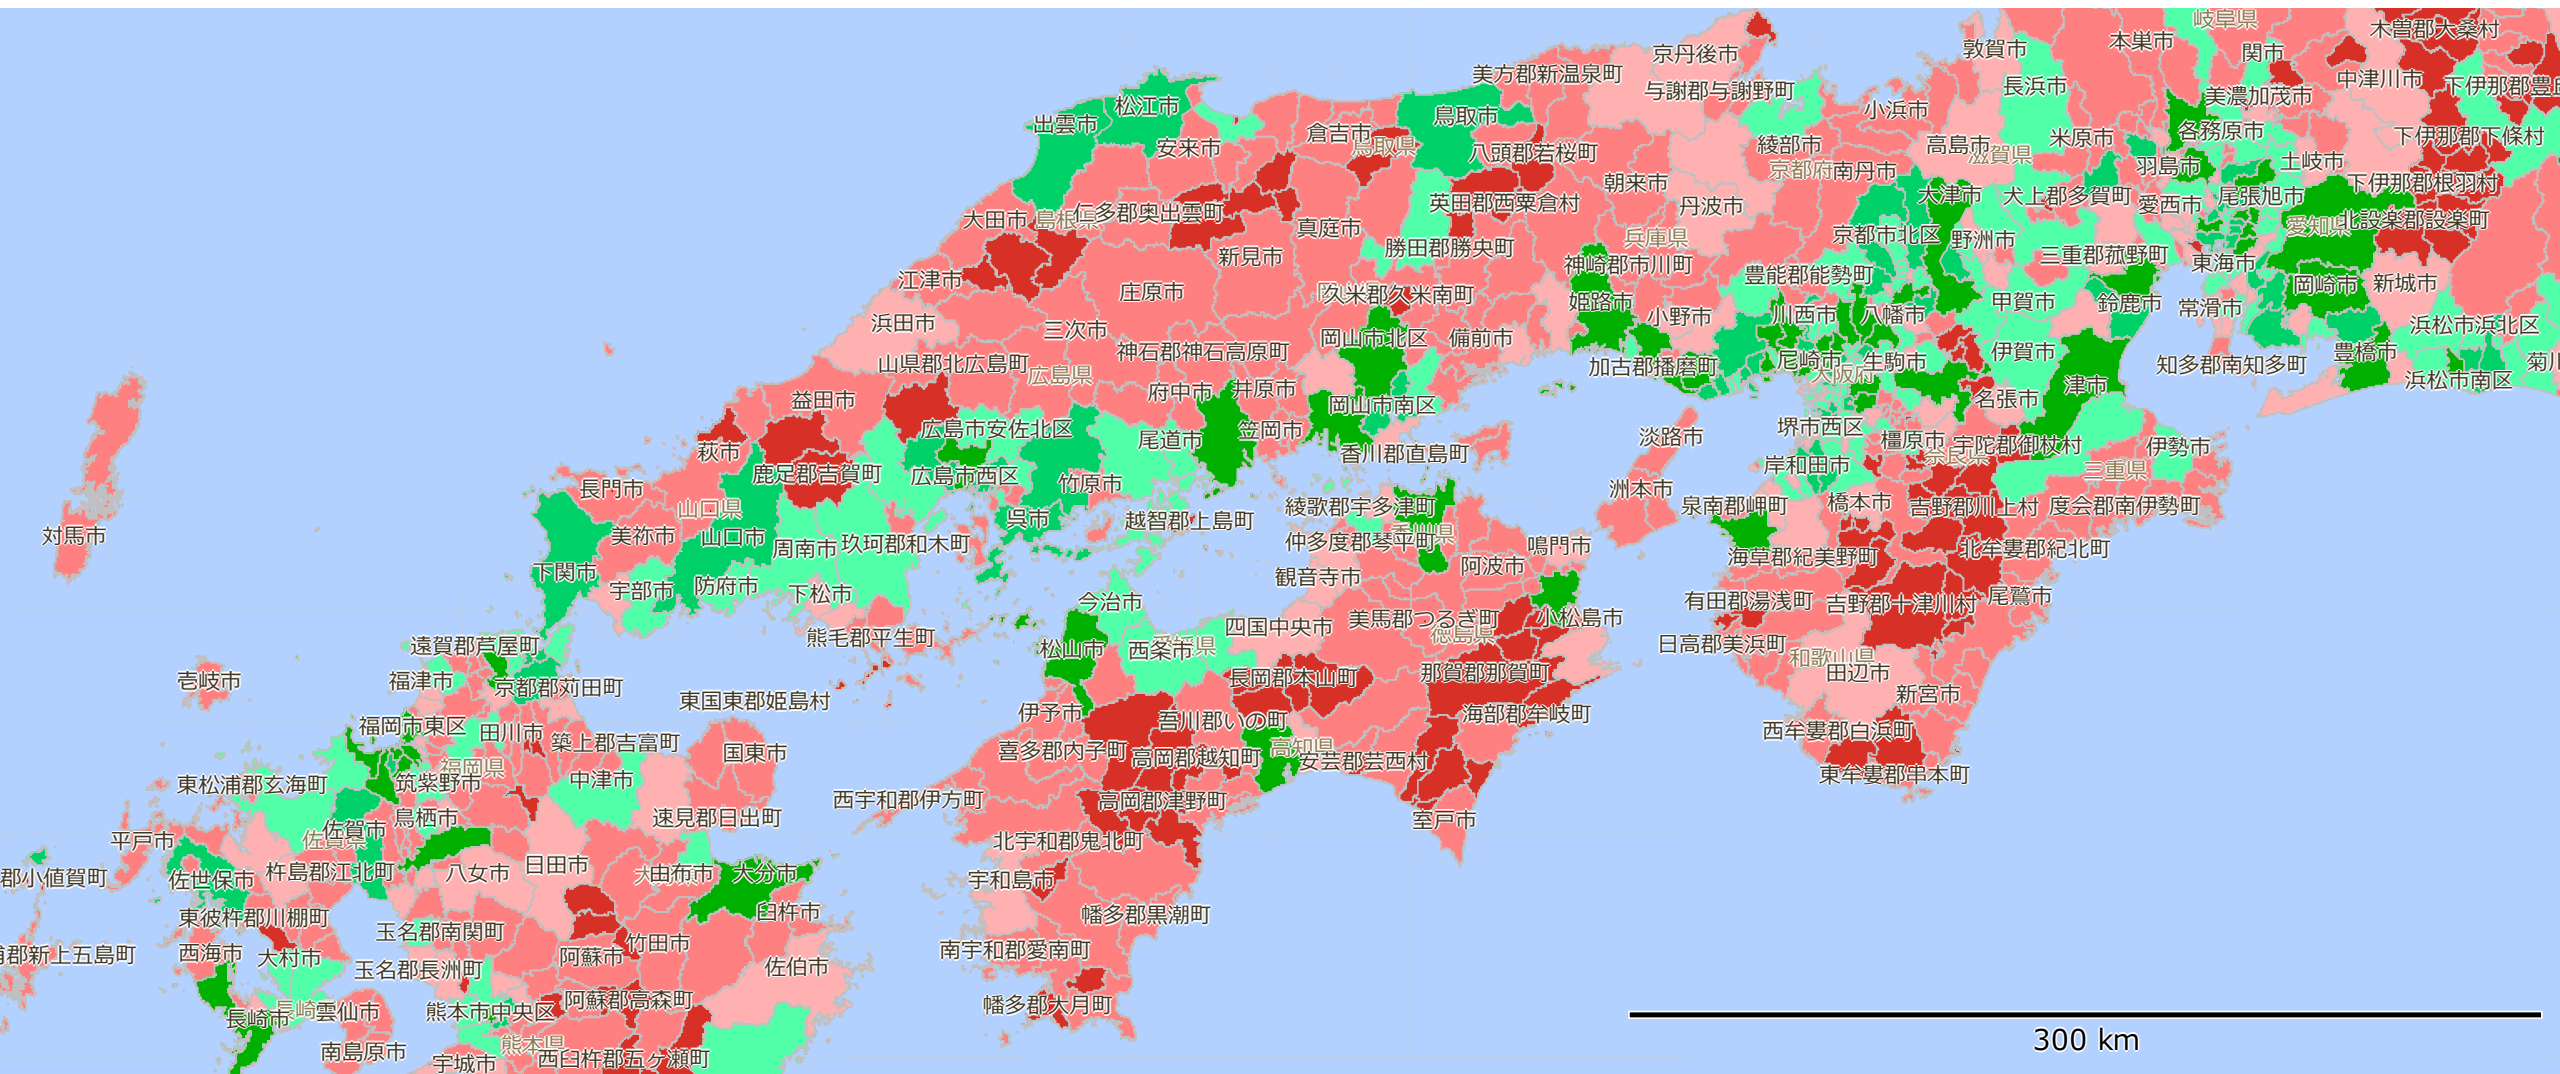 岐阜県
木曽郡大桑村
本巣市
敦賀市
関市
京丹後市
美方郡新温泉町
中津川市
長浜市
与謝郡与謝野町
美濃加茂市
松江市
小浜市
鳥取市
出雲市
各務原市
倉吉市
鳥取県
下伊那郡下條村
米原市
綾部市
高島市
滋賀県
安来市
八頭郡若桜町
土岐市
羽島市
京都府
南丹市
朝来市
下伊那郡根羽村
大津市
犬上郡多賀町
尾張旭市
英田郡西粟倉村
愛西市
丹波市
仁多郡奥出雲町
大田市
島根県
北設楽郡設楽町
愛知県
真庭市
京都市北区
野洲市
兵庫県
勝田郡勝央町
三重郡菰野町
新見市
東海市
神崎郡市川町
豊能郡能勢町
江津市
新城市
岡崎市
庄原市
久米郡久米南町
姫路市
甲賀市
鈴鹿市
常滑市
川西市
八幡市
小野市
浜田市
三次市
浜松市浜北区
岡山市北区
備前市
神石郡神石高原町
伊賀市
豊橋市
尼崎市
生駒市
山県郡北広島町
知多郡南知多町
加古郡播磨町
広島県
大阪府
浜松市南区
津市
府中市
井原市
益田市
名張市
岡山市南区
広島市安佐北区
堺市西区
笠岡市
尾道市
淡路市
橿原市
宇陀郡御杖村
伊勢市
萩市
香川郡直島町
奈良県
岸和田市
三重県
鹿足郡吉賀町
広島市西区
竹原市
長門市
洲本市
橋本市
泉南郡岬町
綾歌郡宇多津町
吉野郡川上村
度会郡南伊勢町
山口県
呉市
越智郡上島町
対馬市
美祢市
山口市
香川県
仲多度郡琴平町
玖珂郡和木町
鳴門市
周南市
北牟婁郡紀北町
海草郡紀美野町
阿波市
下関市
観音寺市
防府市
宇部市
下松市
尾鷲市
今治市
有田郡湯浅町
吉野郡十津川村
美馬郡つるぎ町
小松島市
四国中央市
徳島県
熊毛郡平生町
遠賀郡芦屋町
日高郡美浜町
松山市
西条市
和歌山県
田辺市
那賀郡那賀町
長岡郡本山町
壱岐市
福津市
京都郡苅田町
新宮市
東国東郡姫島村
伊予市
海部郡牟岐町
吾川郡いの町
福岡市東区
田川市
西牟婁郡白浜町
築上郡吉富町
高知県
喜多郡内子町
国東市
高岡郡越知町
安芸郡芸西村
福岡県
東牟婁郡串本町
中津市
筑紫野市
東松浦郡玄海町
西宇和郡伊方町
高岡郡津野町
速見郡日出町
鳥栖市
室戸市
佐賀市
佐賀県
平戸市
北宇和郡鬼北町
日田市
杵島郡江北町
八女市
由布市
大分市
郡小値賀町
佐世保市
宇和島市
臼杵市
幡多郡黒潮町
東彼杵郡川棚町
玉名郡南関町
竹田市
南宇和郡愛南町
郡新上五島町
西海市
大村市
阿蘇市
佐伯市
玉名郡長洲町
阿蘇郡高森町
幡多郡大月町
長崎
雲仙市
熊本市中央区
長崎市
300 km
熊本県
南島原市
西臼杵郡五ヶ瀬町
宇城市